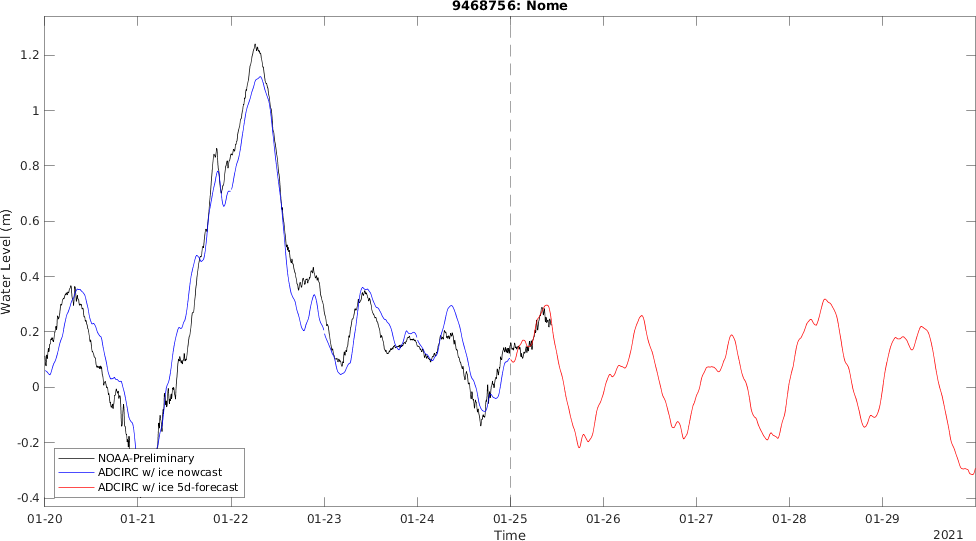 9468756: Nome
Water Level (m)
1.2
1
0.8
0.6
0.4
0.2
0
-0.2
-0.4
NOAA-Preliminary
ADCIRC w/ ice nowcast
ADCIRC w/ ice 5d-forecast
01-20 01-21 01-22 01-23 01-24 01-25 01-26 01-27 01-28 01-29
Time
2021